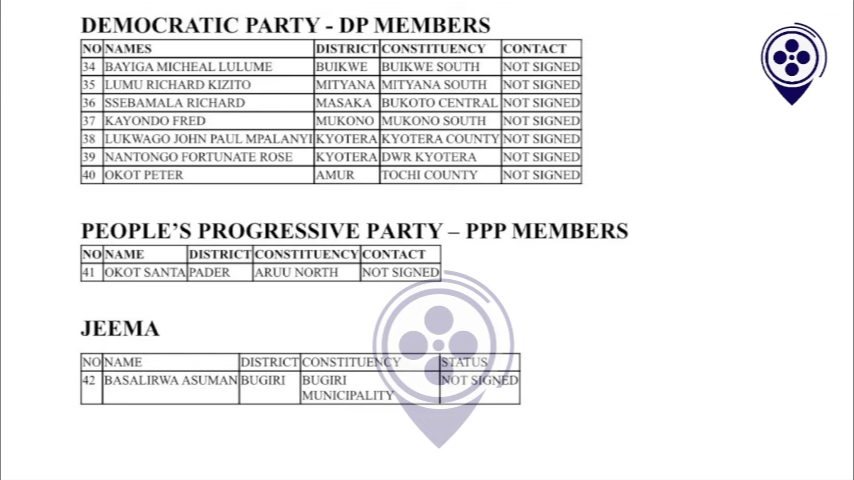 DEMOCRATIC PARTY - DP MEMBERS
NO NAMES DISTRICT CONSTITUENCY CONTACT
34 BAYIGA MICHEAL LULUME BUIKWE BUIKWE SOUTH NOT SIGNED
35 LUMU RICHARD KIZITO MITYANA MITYANA SOUTH NOT SIGNED
36 SSEBAMALA RICHARD MASAKA BUKOTO CENTRAL NOT SIGNED
37 KAYONDO FRED MUKONO MUKONO SOUTH NOT SIGNED
38 LUKWAGO JOHN PAUL MPALANYI KYOTERA KYOTERA COUNTY NOT SIGNED
39 NANTONGO FORTUNATE ROSE KYOTERA DWR KYOTERA NOT SIGNED
40 OKOT PETER AMUR TOCHI COUNTY NOT SIGNED
PEOPLE’S PROGRESSIVE PARTY – PPP MEMBERS
NO NAME DISTRICT CONSTITUENCY CONTACT
41 OKOT SANTA PADER ARUU NORTH NOT SIGNED
JEEMA
NO NAME DISTRICT CONSTITUENCY STATUS
42 BASALIRWA ASUMAN BUGIRI BUGIRI NOT SIGNED
MUNICIPALITY